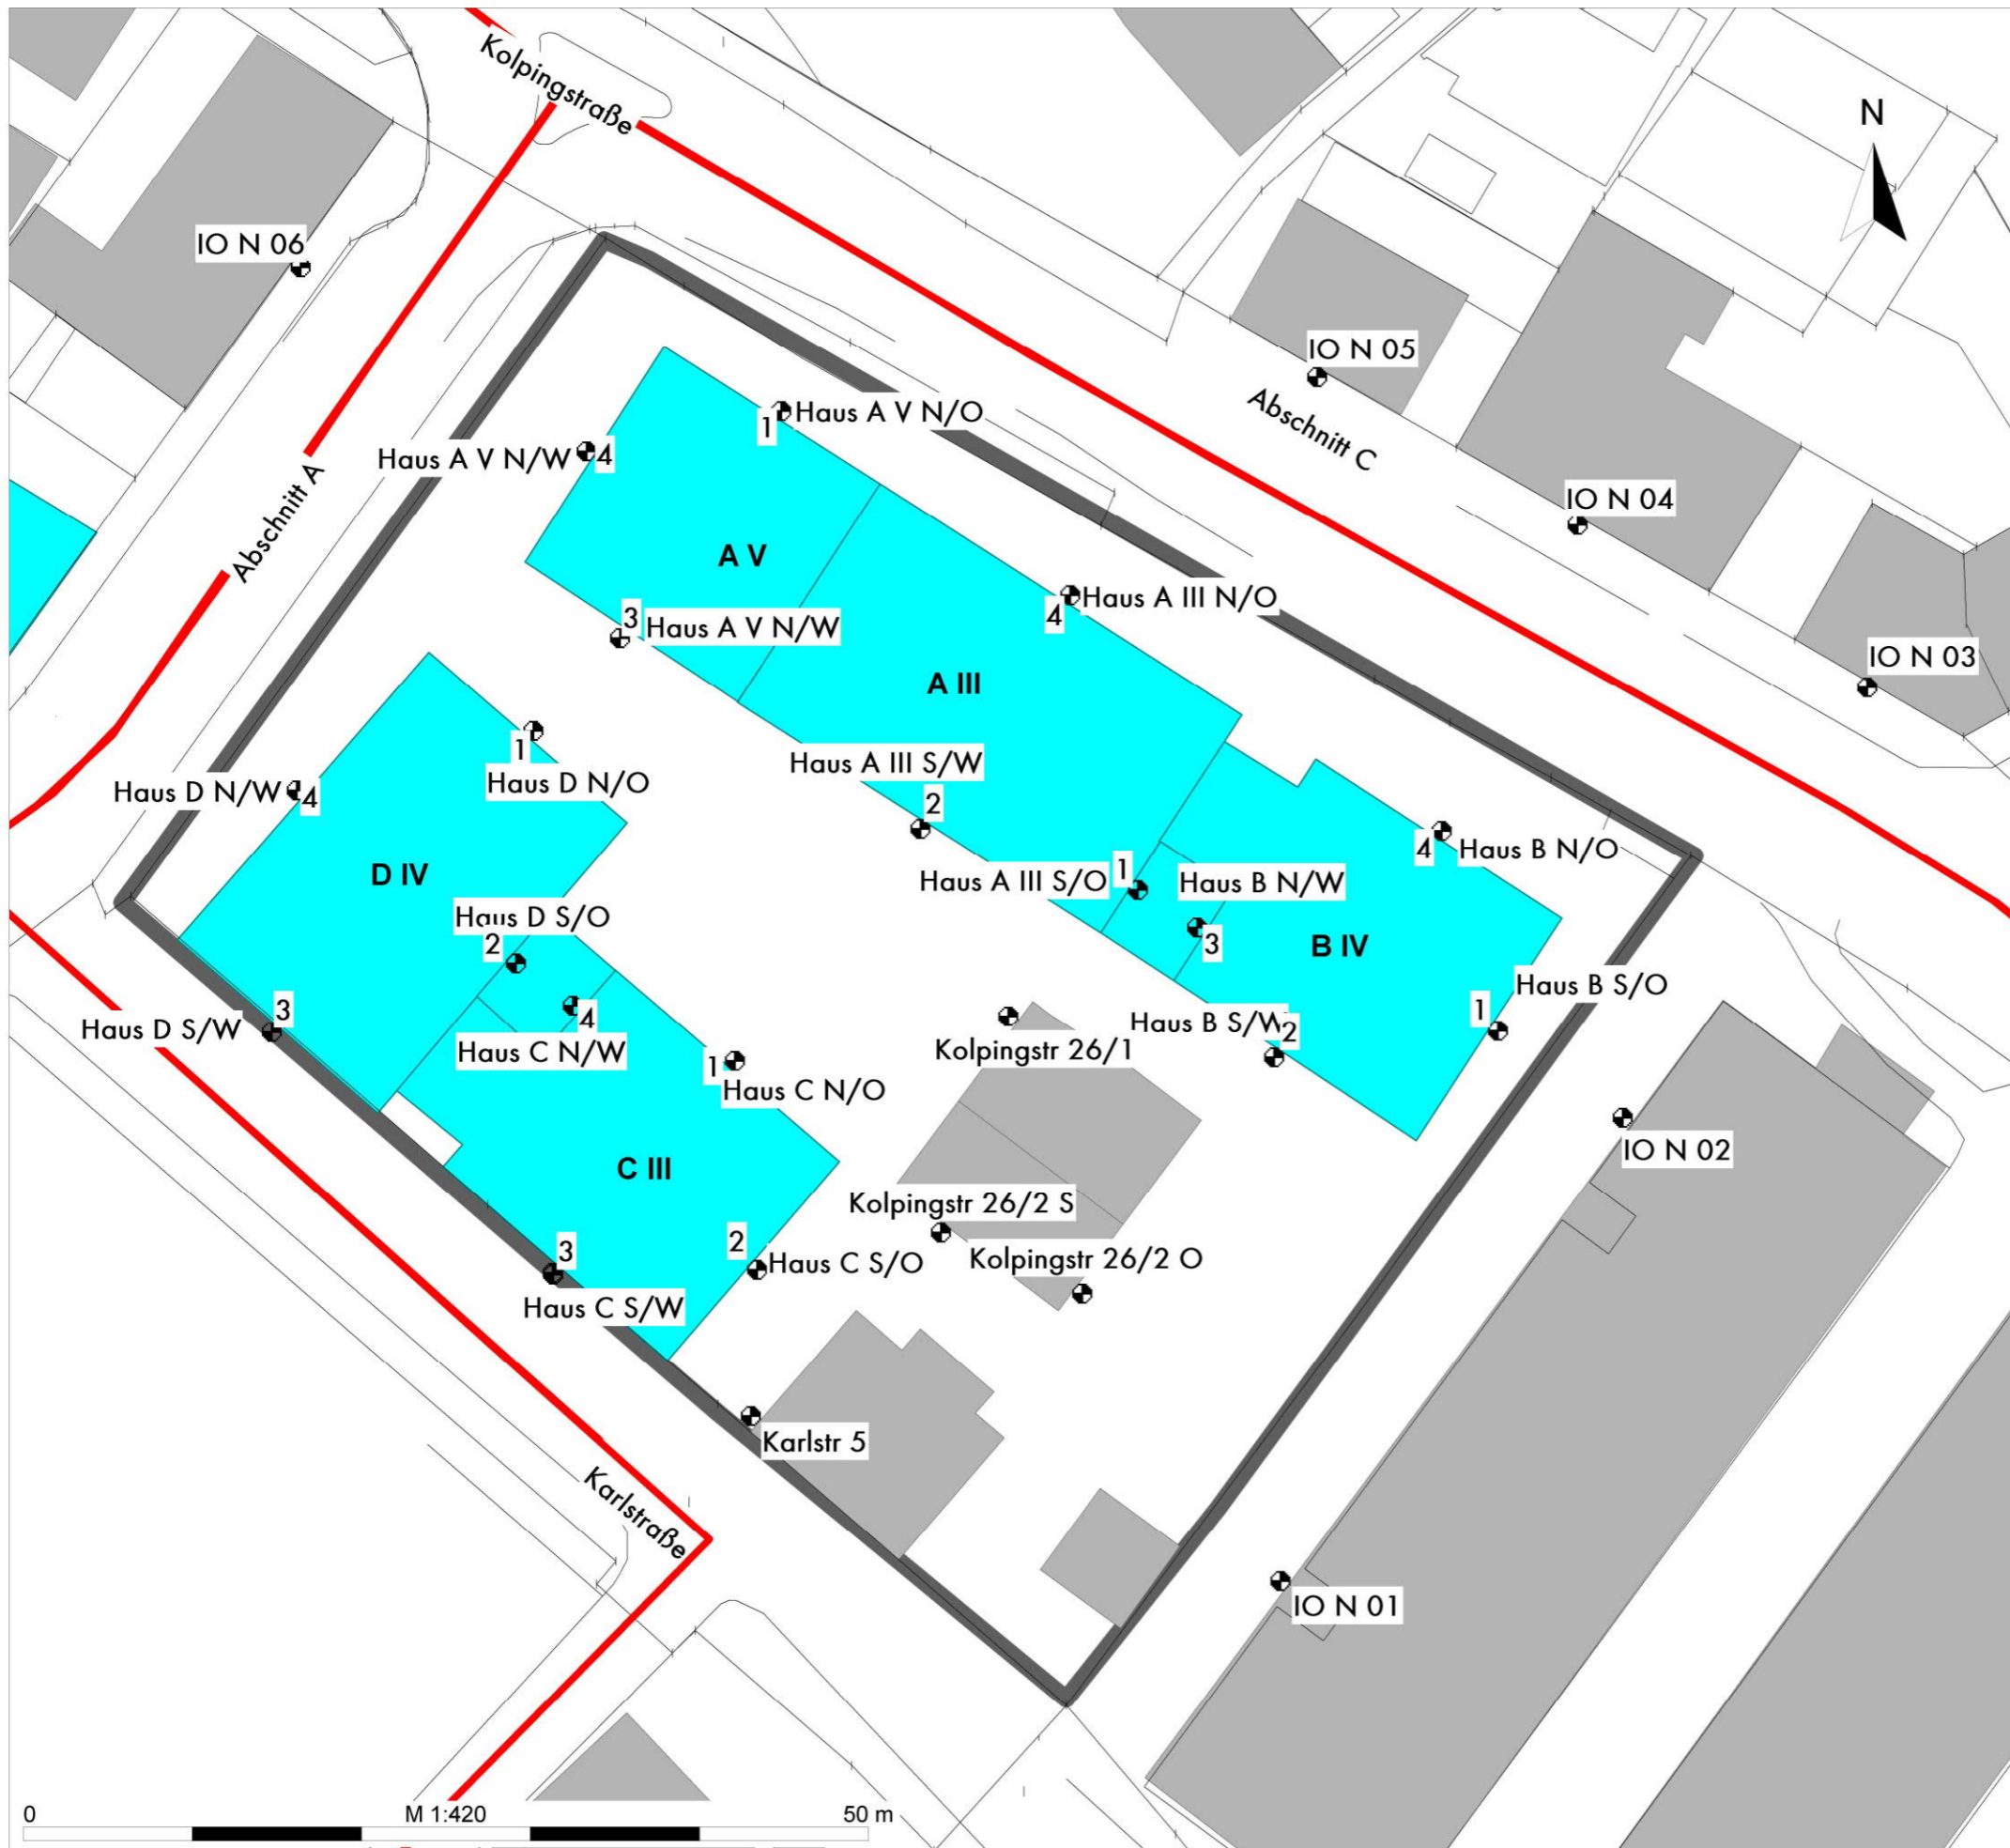 Kolpingstraße
N
IO N 06
IO N 05
Abschnitt C
1
Haus A V N/O
Haus A V N/W
4
Abschnitt A
IO N 04
A V
3
Haus A V N/W
4
Haus A III N/O
IO N 03
A III
1
Haus D N/O
Haus A III S/W
2
Haus D N/W
4
4
Haus B N/O
D IV
Haus A III S/O
1
Haus B N/W
3
B IV
Haus D S/O
2
Haus B S/O
1
3
Haus D S/W
4
Haus C N/W
Kolpingstr 26/1
Haus B S/W
2
1
Haus C N/O
IO N 02
C III
Kolpingstr 26/2 S
2
Haus C S/O
Kolpingstr 26/2 O
3
Haus C S/W
Karlstr 5
Karlstraße
IO N 01
0
M 1:420
50 m